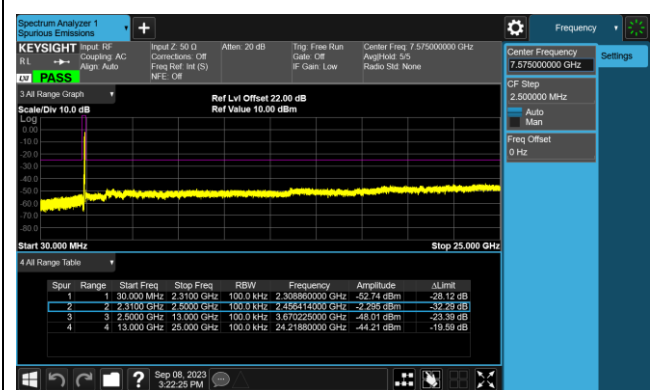 Spectrum Analyzer 1
Spurious Emissions
Frequency
KEYSIGHT
RL
Input: RF
Coupling: AC
Align: Auto
Input Z: 50 Ω
Corrections: Off
Freq Ref: Int (S)
NFE: Off
Atten: 20 dB
Trig: Free Run
Gate: Off
IF Gain: Low
Center Freq: 7.575000000 GHz
Avg|Hold: 5/5
Radio Std: None
LXI PASS
Center Frequency
7.575000000 GHz
Settings
CF Step
2.500000 MHz
Auto
Man
Freq Offset
0 Hz
3 All Range Graph
Scale/Div 10.0 dB
Ref Lvl Offset 22.00 dB
Ref Value 10.00 dBm
Log
0.00
-10.0
-20.0
-30.0
-40.0
-50.0
-60.0
-70.0
-80.0
Start 30.000 MHz
Stop 25.000 GHz
4 All Range Table
Spur Range Start Freq Stop Freq RBW Frequency Amplitude ΔLimit
1 1 30.000 MHz 2.3100 GHz 100.0 kHz 2.308860000 GHz -52.74 dBm -28.12 dB
2 2 2.3100 GHz 2.5000 GHz 100.0 kHz 2.456414000 GHz -2.295 dBm -32.29 dB
3 3 2.5000 GHz 13.000 GHz 100.0 kHz 3.670225000 GHz -48.01 dBm -23.39 dB
4 4 13.000 GHz 25.000 GHz 100.0 kHz 24.21880000 GHz -44.21 dBm -19.59 dB
Sep 08, 2023
3:22:25 PM